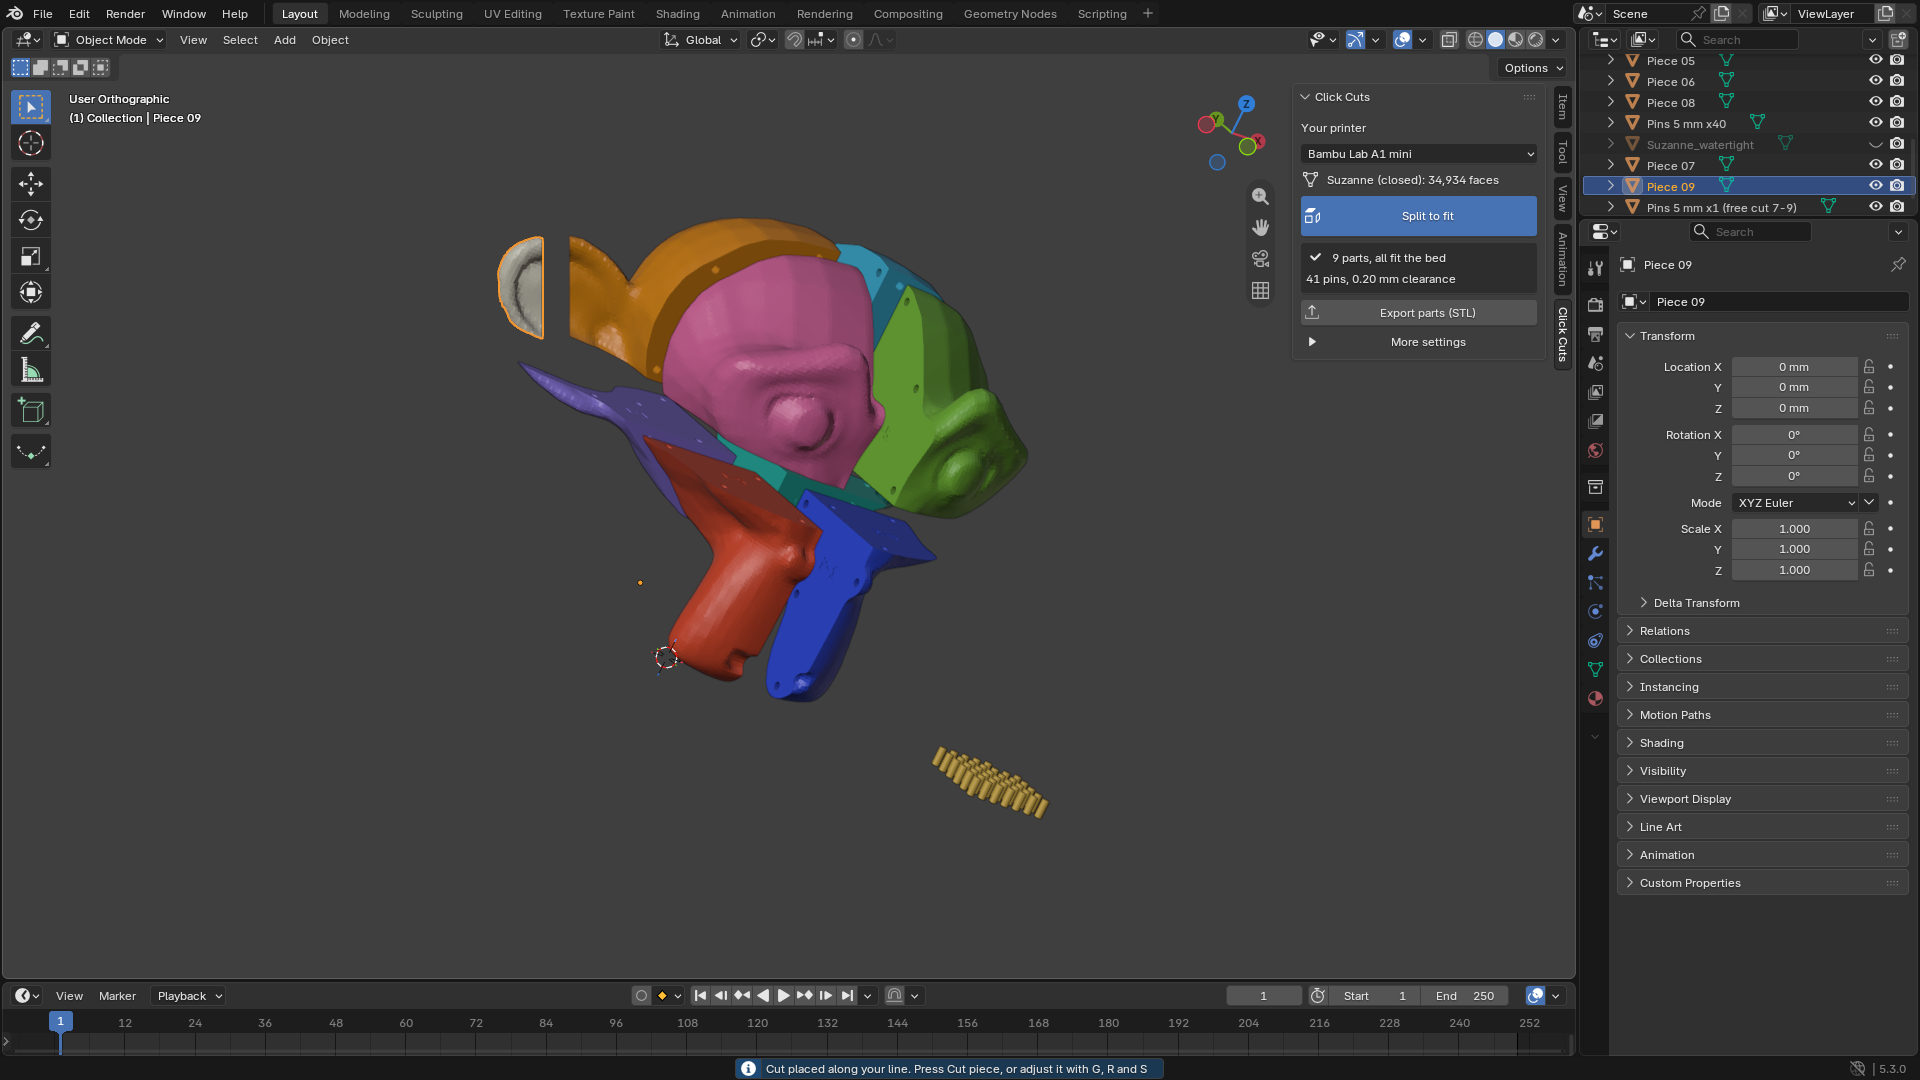 File Edit Render Window Help Layout Modeling Sculpting UV Editing Texture Paint Shading Animation Rendering Compositing Geometry Nodes Scripting Scene ViewLayer
Object Mode View Select Add Object Global Search
Options
User Orthographic
(1) Collection | Piece 09
Z
Y
X
Click Cuts
Your printer
Bambu Lab A1 mini
Suzanne (closed): 34,934 faces
Split to fit
9 parts, all fit the bed
41 pins, 0.20 mm clearance
Export parts (STL)
More settings
Item
Tool
View
Animation
Click Cuts
Piece 05
Piece 06
Piece 08
Pins 5 mm x40
Suzanne_watertight
Piece 07
Piece 09
Pins 5 mm x1 (free cut 7-9)
Search
Piece 09
Piece 09
Transform
Location X 0 mm
Y 0 mm
Z 0 mm
Rotation X 0°
Y 0°
Z 0°
Mode XYZ Euler
Scale X 1.000
Y 1.000
Z 1.000
Delta Transform
Relations
Collections
Instancing
Motion Paths
Shading
Visibility
Viewport Display
Line Art
Animation
Custom Properties
View Marker Playback 1 Start 1 End 250
1 12 24 36 48 60 72 84 96 108 120 132 144 156 168 180 192 204 216 228 240 252
Cut placed along your line. Press Cut piece, or adjust it with G, R and S
5.3.0